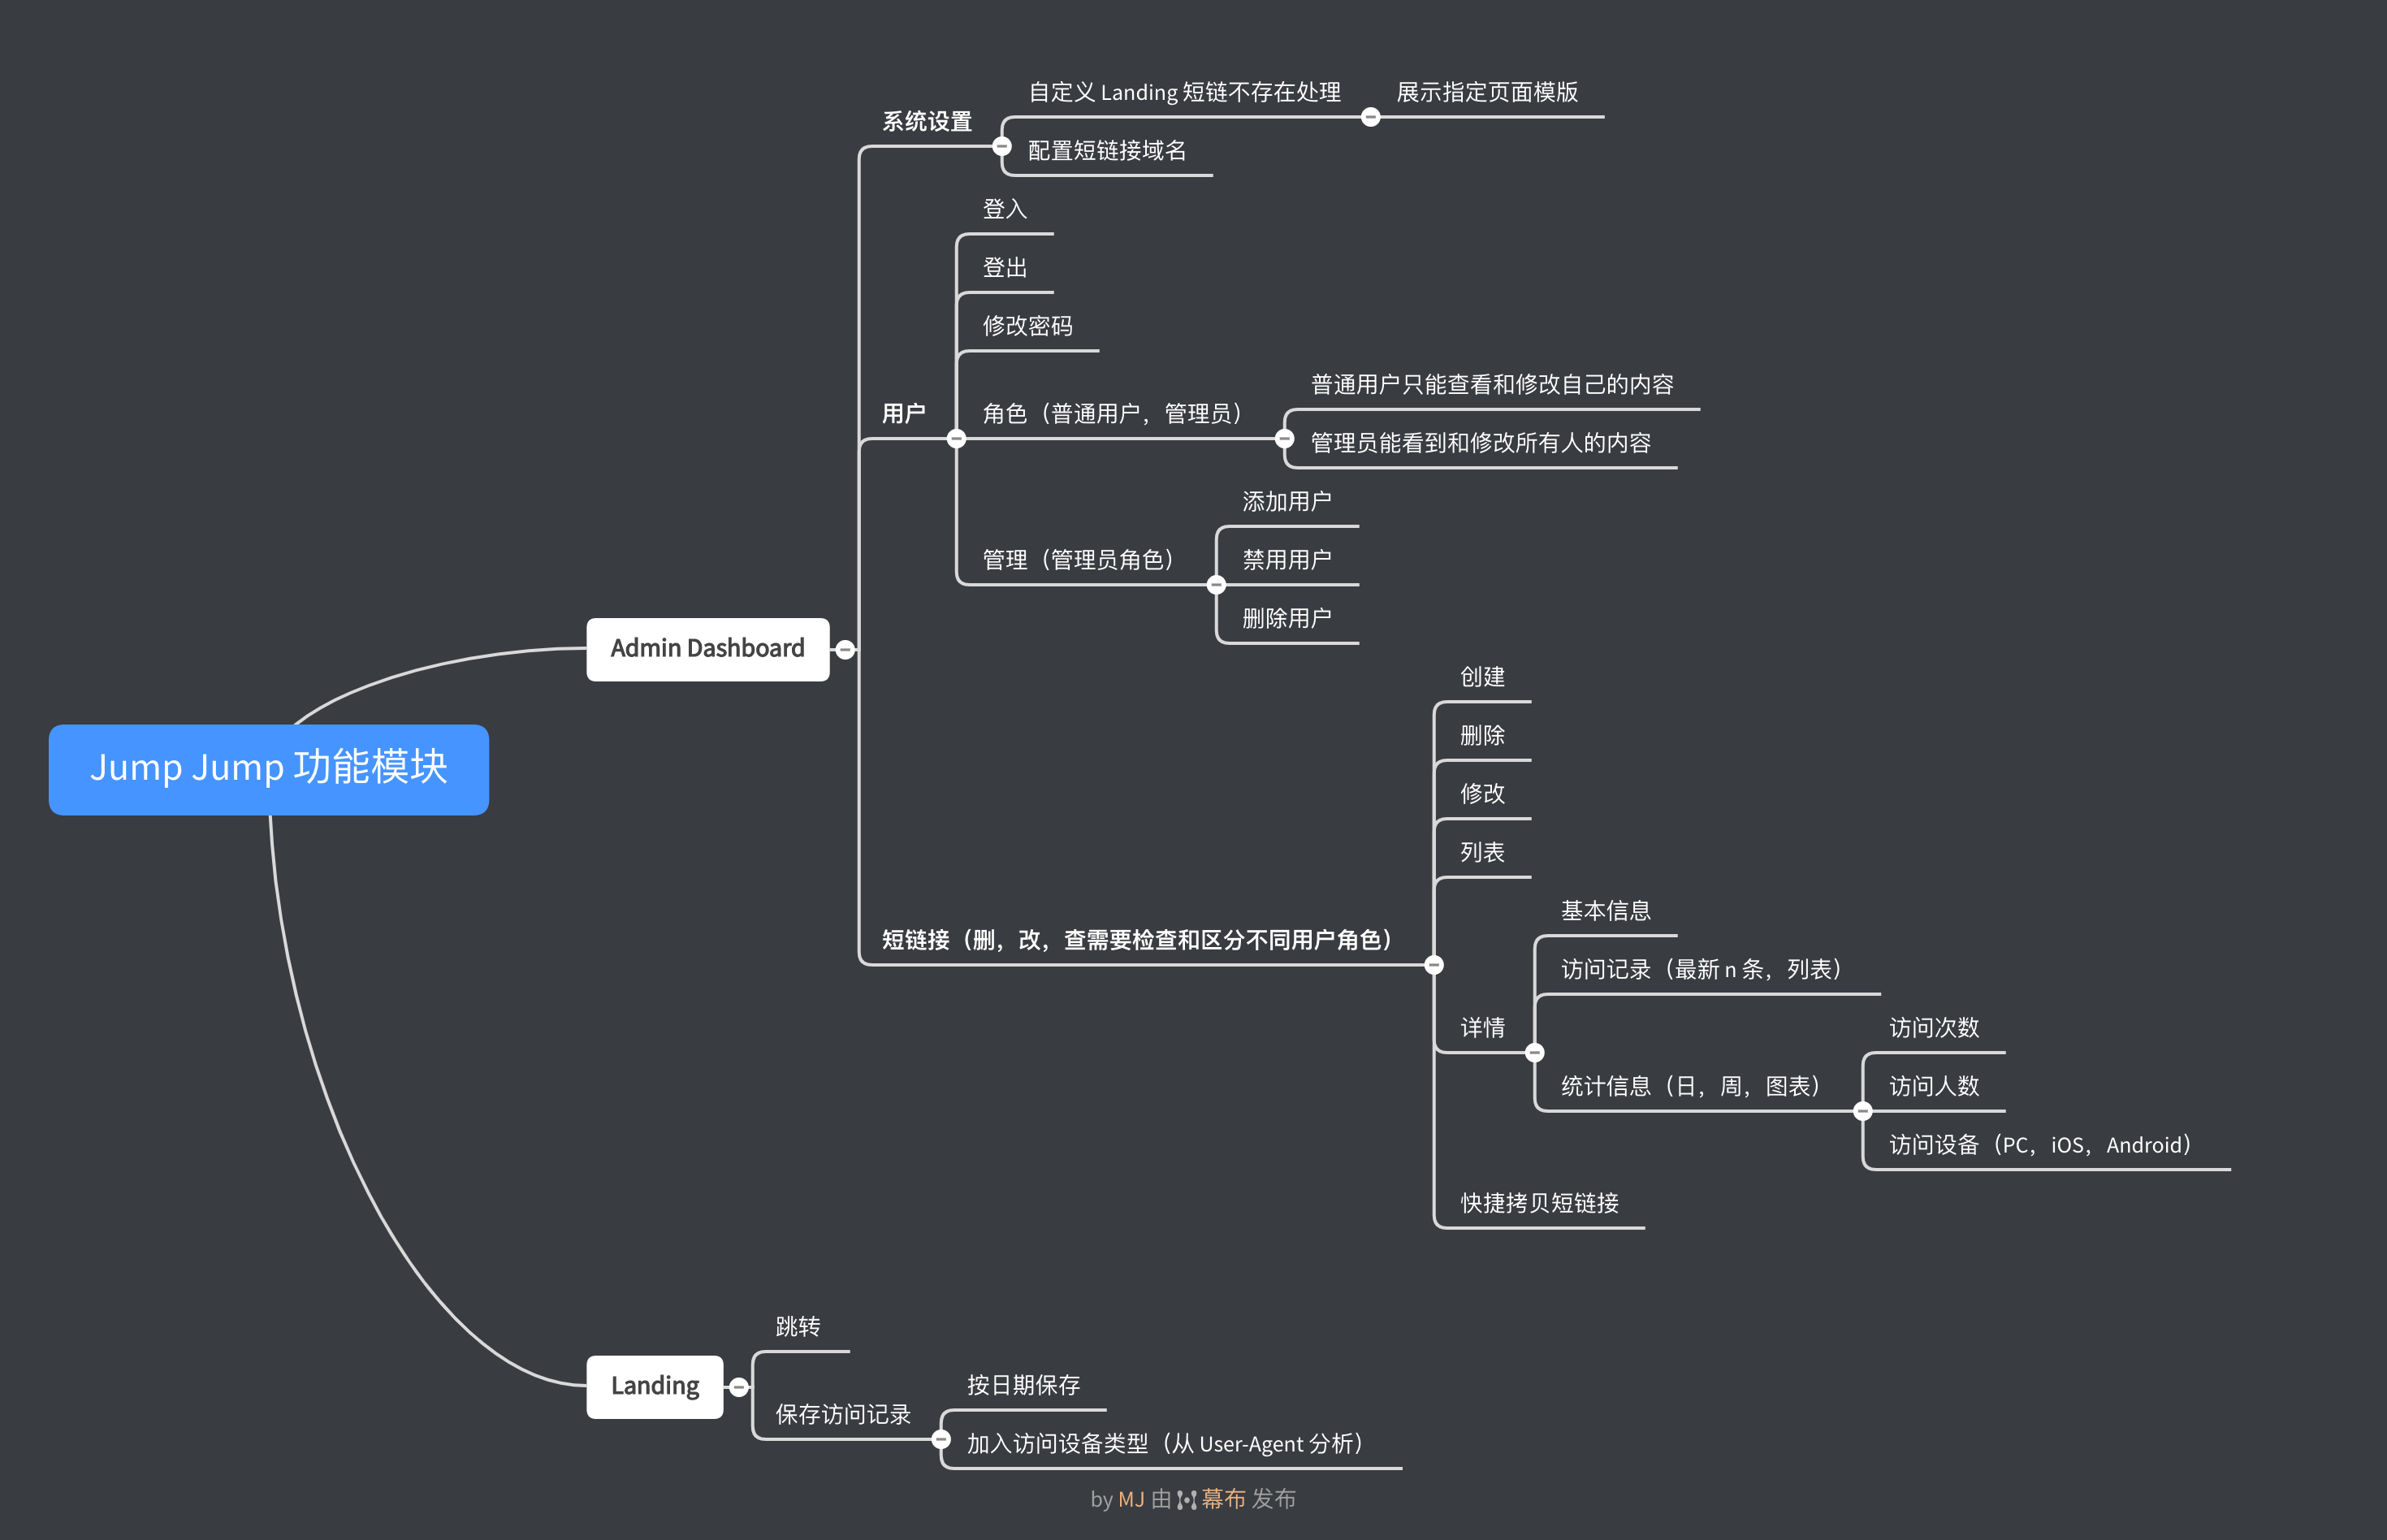 Jump Jump 功能模块
Admin Dashboard
系统设置
自定义 Landing 短链不存在处理
展示指定页面模版
配置短链接域名
用户
登入
登出
修改密码
角色（普通用户，管理员）
普通用户只能查看和修改自己的内容
管理员能看到和修改所有人的内容
管理（管理员角色）
添加用户
禁用用户
删除用户
短链接（删，改，查需要检查和区分不同用户角色）
创建
删除
修改
列表
详情
基本信息
访问记录（最新 n 条，列表）
统计信息（日，周，图表）
访问次数
访问人数
访问设备（PC，iOS，Android）
快捷拷贝短链接
Landing
跳转
保存访问记录
按日期保存
加入访问设备类型（从 User-Agent 分析）
by MJ 由 幕布 发布